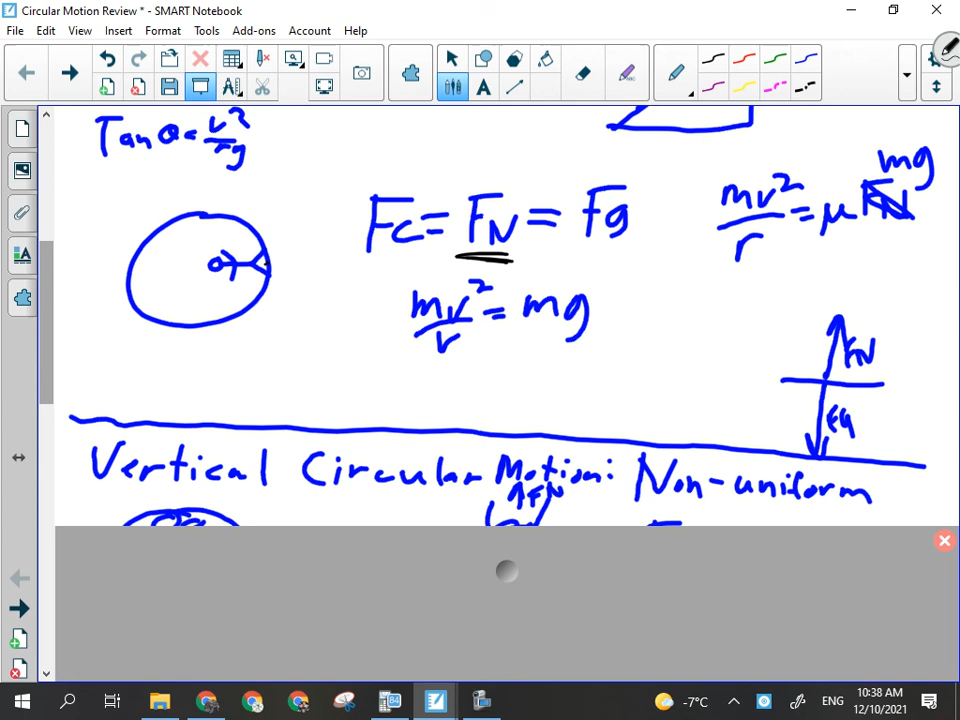 Circular Motion Review * - SMART Notebook
File Edit View Insert Format Tools Add-ons Account Help
Tan θ = v²/rg
Fc = FN = Fg
mv²/r = mg
mv²/r = μ FN mg
FN
Fg
Vertical Circular Motion: Non-uniform
FN
-7°C
ENG
10:38 AM
12/10/2021